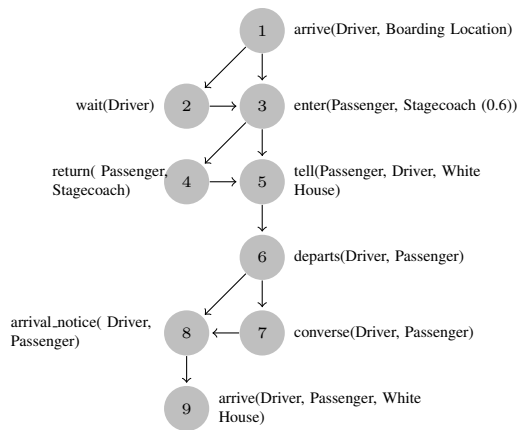 1
arrive(Driver, Boarding Location)
wait(Driver)
2
3
enter(Passenger, Stagecoach (0.6))
return( Passenger,
Stagecoach)
4
5
tell(Passenger, Driver, White
House)
6
departs(Driver, Passenger)
arrival_notice( Driver,
Passenger)
8
7
converse(Driver, Passenger)
9
arrive(Driver, Passenger, White
House)